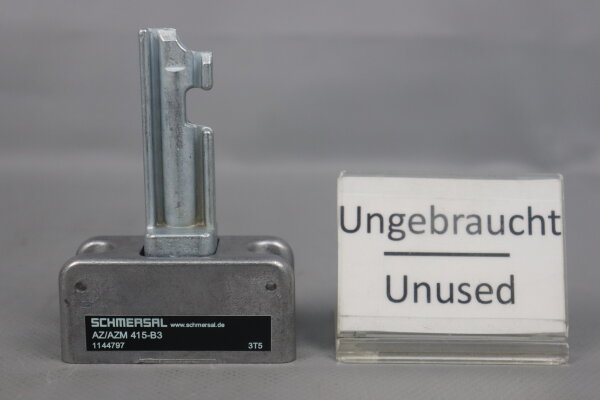 SCHMERSAL www.schmersal.de
AZ/AZM 415-B3
1144797 3T5
Ungebraucht
Unused